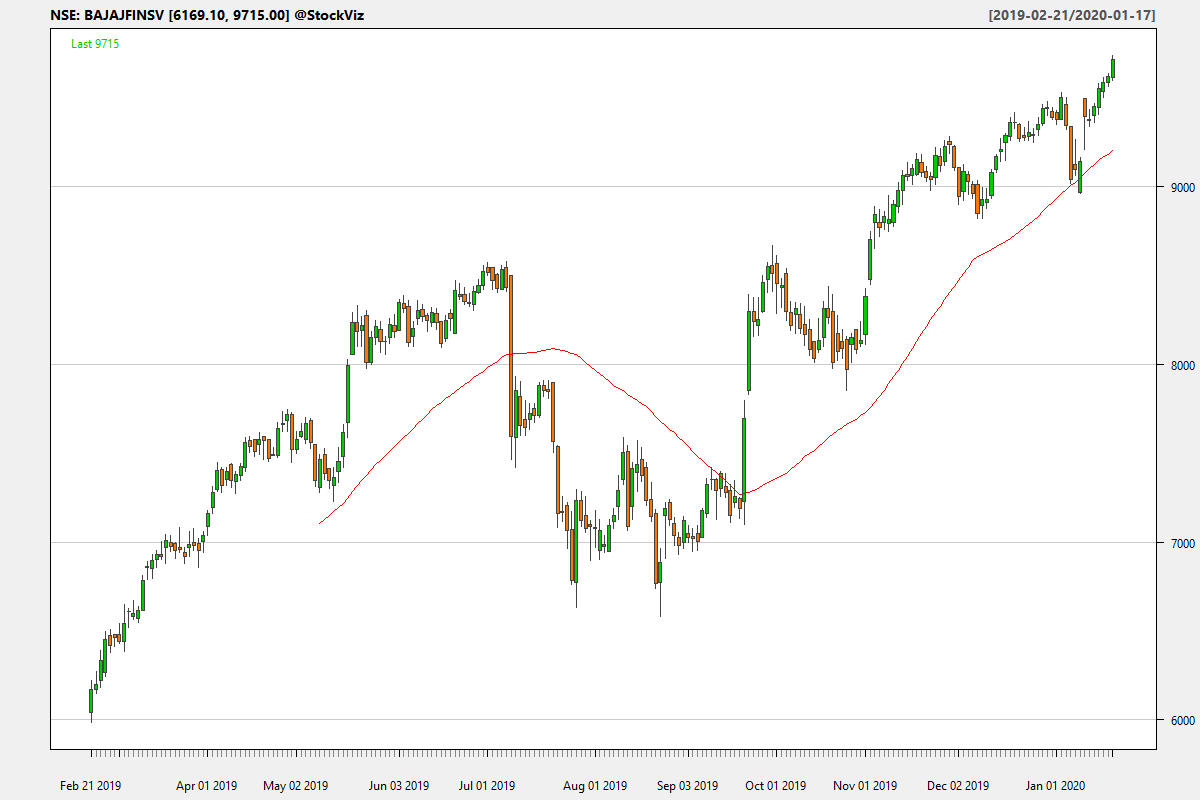 NSE: BAJAJFINSV [6169.10, 9715.00] @StockViz [2019-02-21/2020-01-17]
Last 9715
9000
8000
7000
6000
Feb 21 2019 Apr 01 2019 May 02 2019 Jun 03 2019 Jul 01 2019 Aug 01 2019 Sep 03 2019 Oct 01 2019 Nov 01 2019 Dec 02 2019 Jan 01 2020